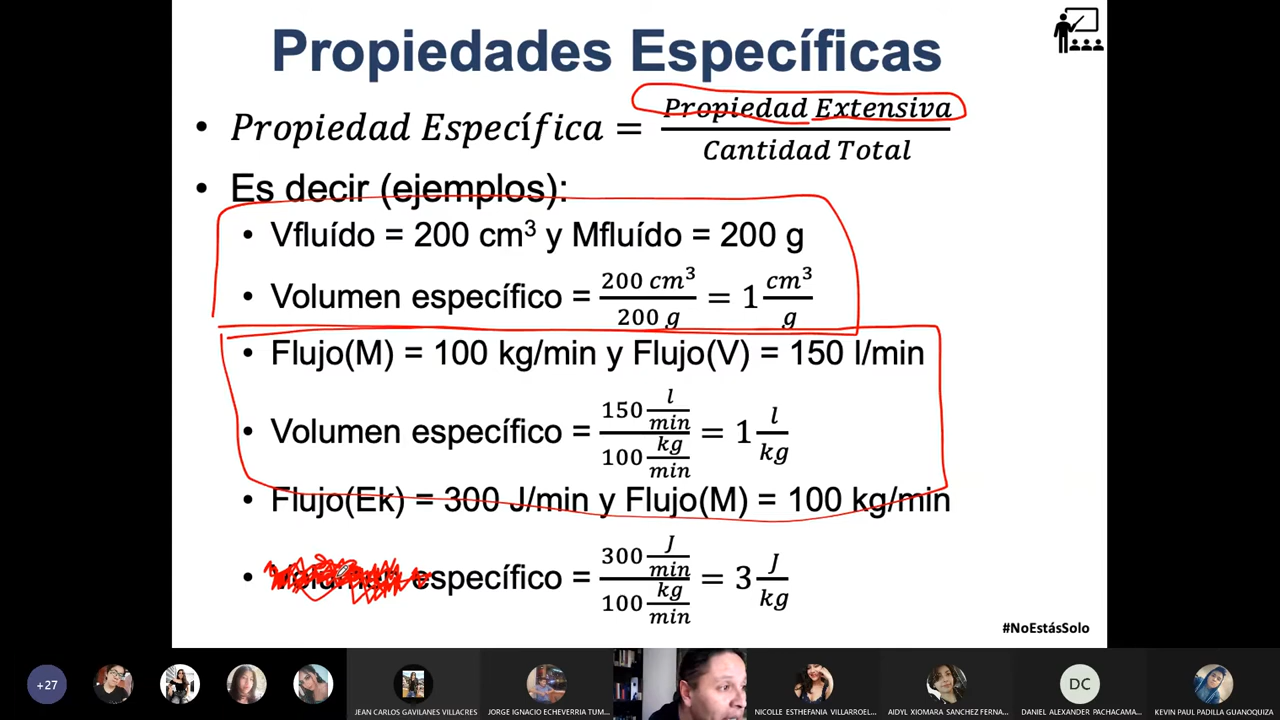 Propiedades Específicas
• Propiedad Específica = Propiedad Extensiva / Cantidad Total
• Es decir (ejemplos):
• Vfluído = 200 cm³ y Mfluído = 200 g
• Volumen específico = 200 cm³ / 200 g = 1 cm³/g
• Flujo(M) = 100 kg/min y Flujo(V) = 150 l/min
• Volumen específico = 150 l/min / 100 kg/min = 1 l/kg
• Flujo(Ek) = 300 J/min y Flujo(M) = 100 kg/min
• específico = 300 J/min / 100 kg/min = 3 J/kg
#NoEstásSolo
+27
JEAN CARLOS GAVILANES VILLACRES
JORGE IGNACIO ECHEVERRIA TUM...
NICOLLE ESTHEFANIA VILLARROEL...
AIDYL XIOMARA SANCHEZ FERNA...
DC
DANIEL ALEXANDER PACHACAMA...
KEVIN PAUL PADILLA GUANOQUIZA